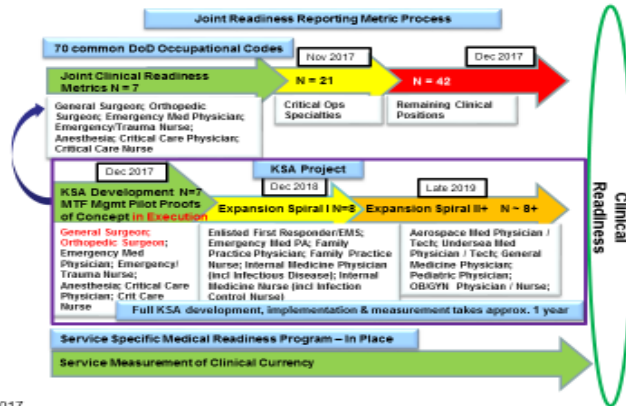 Joint Readiness Reporting Metric Process
70 common DoD Occupational Codes
Nov 2017
Dec 2017
Joint Clinical Readiness
Metrics N = 7
N = 21
N = 42
General Surgeon; Orthopedic
Surgeon; Emergency Med Physician;
Emergency/Trauma Nurse;
Anesthesia; Critical Care Physician;
Critical Care Nurse
Critical Ops
Specialties
Remaining Clinical
Positions
Dec 2017
KSA Project
KSA Development N=7
MTF Mgmt Pilot Proofs
of Concept in Execution
Dec 2018
Expansion Spiral I N=8
Late 2019
Expansion Spiral II+ N ~ 8+
General Surgeon;
Orthopedic Surgeon;
Emergency Med
Physician; Emergency/
Trauma Nurse;
Anesthesia; Critical Care
Physician; Crit Care
Nurse
Enlisted First Responder/EMS;
Emergency Med PA; Family
Practice Physician; Family Practice
Nurse; Internal Medicine Physician
(incl Infectious Disease); Internal
Medicine Nurse (incl Infection
Control Nurse)
Aerospace Med Physician /
Tech; Undersea Med
Physician / Tech; General
Medicine Physician;
Pediatric Physician;
OB/GYN Physician / Nurse;
Full KSA development, implementation & measurement takes approx. 1 year
Service Specific Medical Readiness Program – In Place
Service Measurement of Clinical Currency
Clinical
Readiness